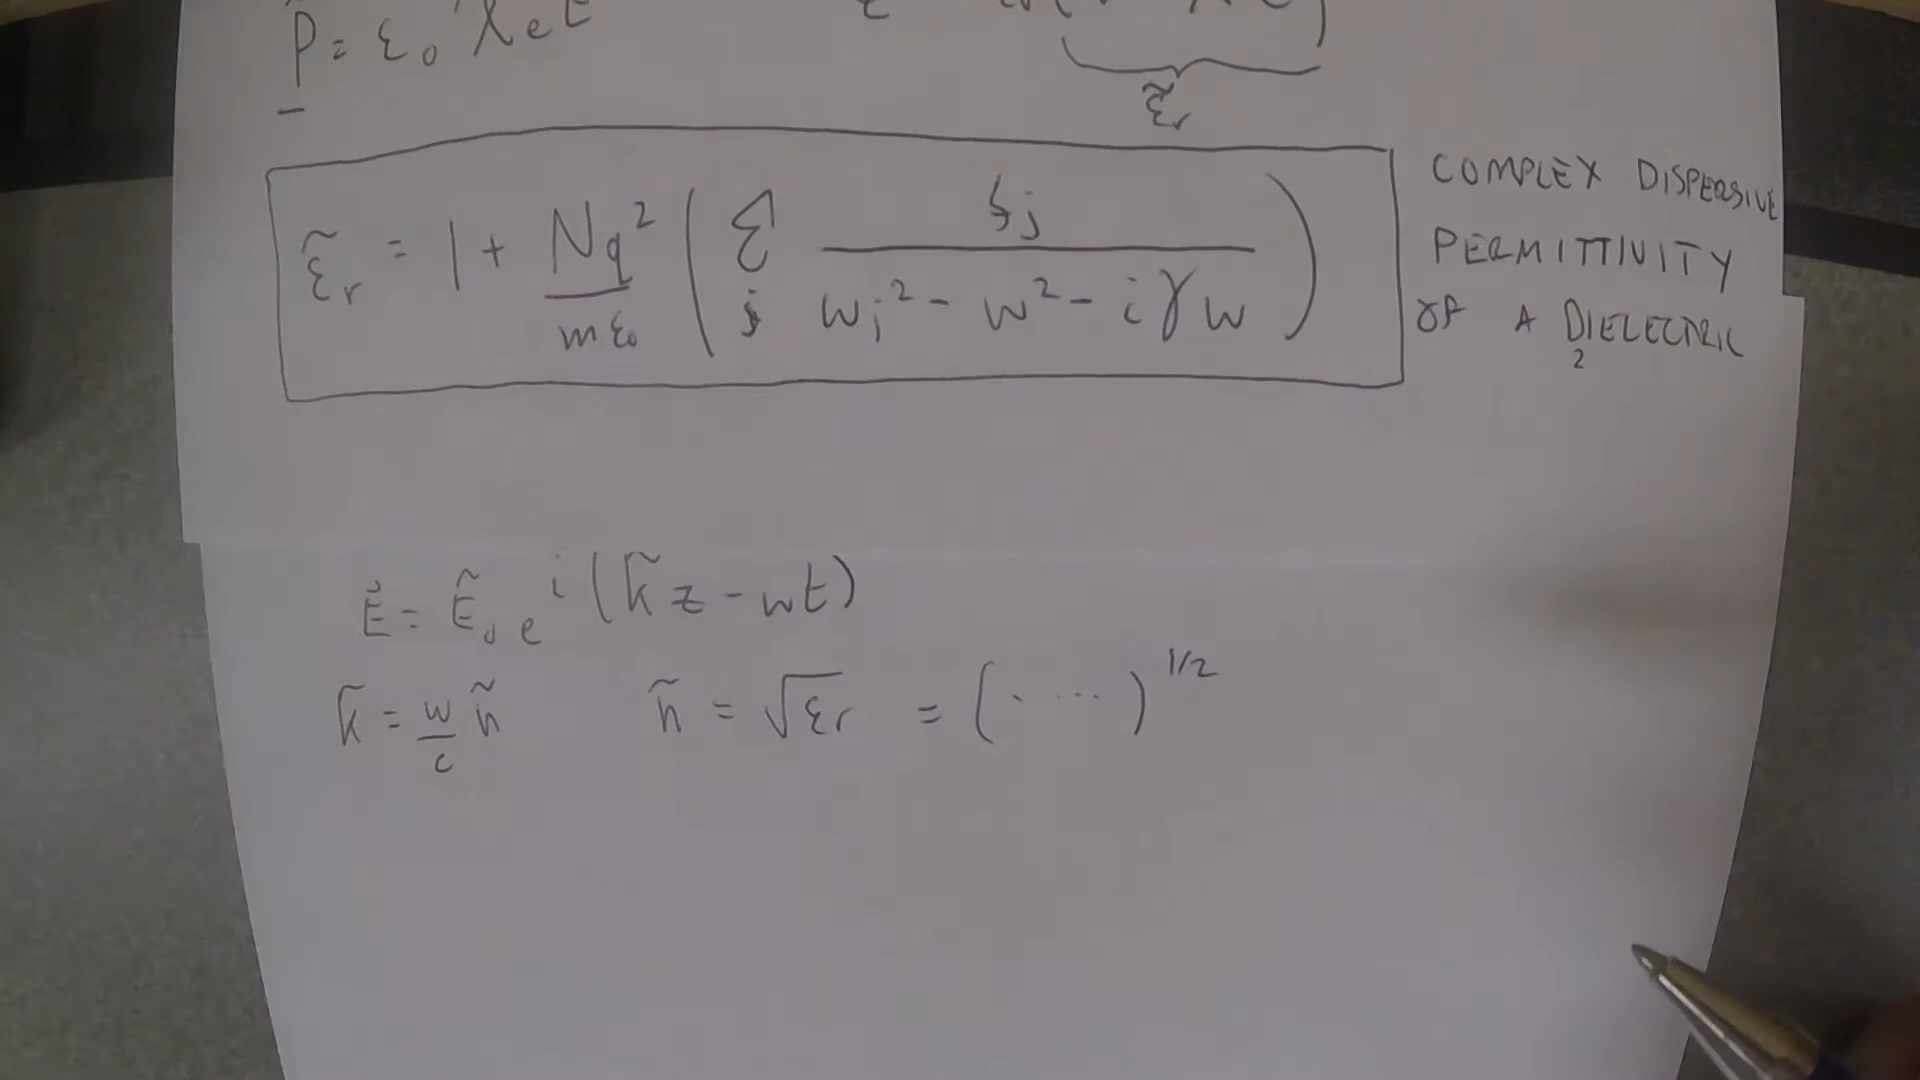 P̲ = ε₀ χₑ E
ε̃ᵣ
ε̃ᵣ = 1 + Nq²/mε₀ ( Σⱼ fⱼ / ωⱼ² - ω² - iγω )
COMPLEX DISPERSIVE
PERMITTIVITY
OF A DIELECTRIC
2
Ẽ = Ẽ₀ e^i(k̃z - ωt)
k̃ = ω/c ñ    ñ = √εᵣ = (. ...)^1/2